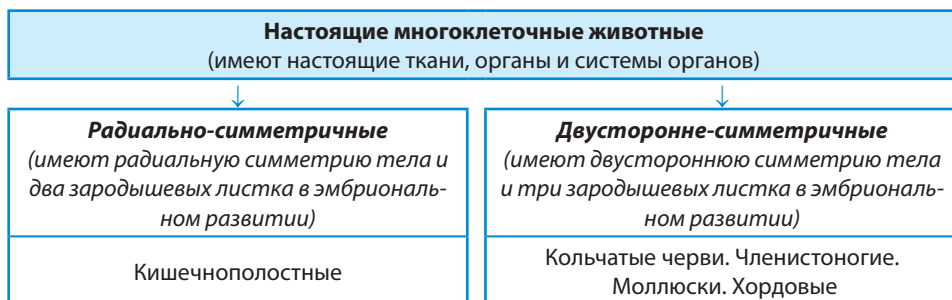 Настоящие многоклеточные животные
(имеют настоящие ткани, органы и системы органов)
Радиально-симметричные
(имеют радиальную симметрию тела и
два зародышевых листка в эмбриональ-
ном развитии)
Кишечнополостные
Двусторонне-симметричные
(имеют двустороннюю симметрию тела
и три зародышевых листка в эмбриональ-
ном развитии)
Кольчатые черви. Членистоногие.
Моллюски. Хордовые